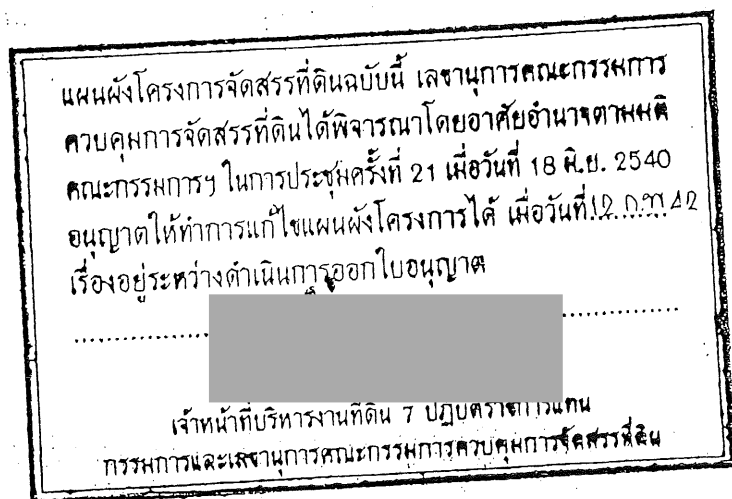 แผนผังโครงการจัดสรรที่ดินฉบับนี้ เลขานุการคณะกรรมการ
ควบคุมการจัดสรรที่ดินได้พิจารณาโดยอาศัยอำนาจตามมติ
คณะกรรมการฯ ในการประชุมครั้งที่ 21 เมื่อวันที่ 18 มิ.ย. 2540
อนุญาตให้ทำการแก้ไขแผนผังโครงการได้ เมื่อวันที่ 12 ก.พ. 42
เรื่องอยู่ระหว่างดำเนินการออกใบอนุญาต
เจ้าหน้าที่บริหารงานที่ดิน 7 ปฏิบัติราชการแทน
กรรมการและเลขานุการคณะกรรมการควบคุมการจัดสรรที่ดิน